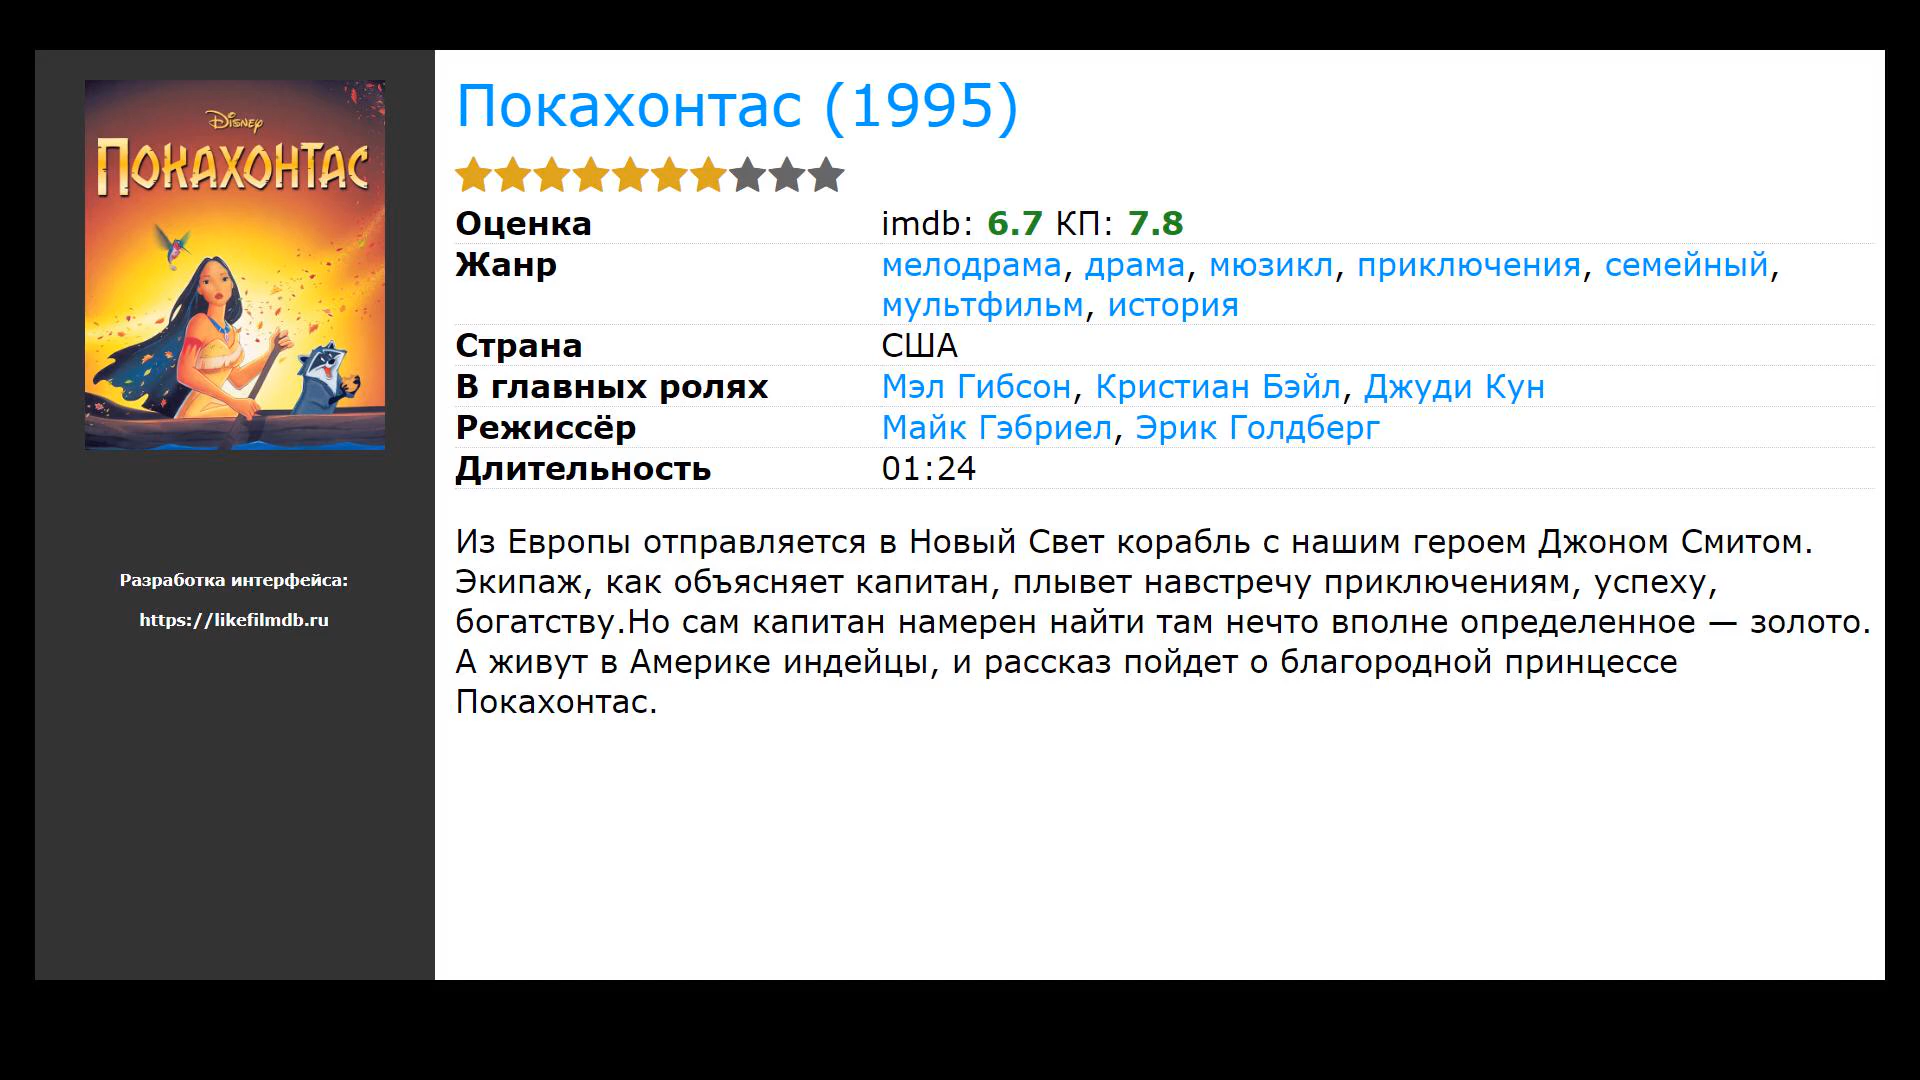 Disney
ПОКАХОНТАС
Разработка интерфейса:
https://likefilmdb.ru
Покахонтас (1995)
Оценка imdb: 6.7 КП: 7.8
Жанр мелодрама, драма, мюзикл, приключения, семейный,
мультфильм, история
Страна США
В главных ролях Мэл Гибсон, Кристиан Бэйл, Джуди Кун
Режиссёр Майк Гэбриел, Эрик Голдберг
Длительность 01:24
Из Европы отправляется в Новый Свет корабль с нашим героем Джоном Смитом.
Экипаж, как объясняет капитан, плывет навстречу приключениям, успеху,
богатству.Но сам капитан намерен найти там нечто вполне определенное — золото.
А живут в Америке индейцы, и рассказ пойдет о благородной принцессе
Покахонтас.